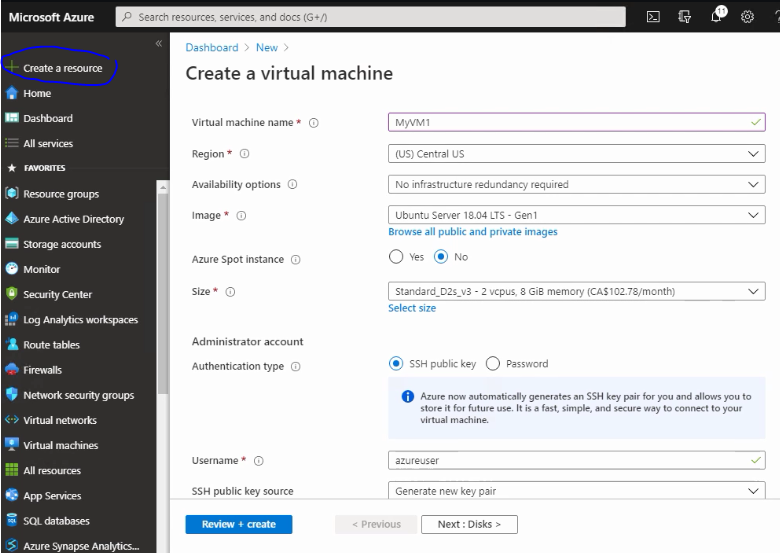 Microsoft Azure
Search resources, services, and docs (G+/)
11
Create a resource
Home
Dashboard
All services
FAVORITES
Resource groups
Azure Active Directory
Storage accounts
Monitor
Security Center
Log Analytics workspaces
Route tables
Firewalls
Network security groups
Virtual networks
Virtual machines
All resources
App Services
SQL databases
Azure Synapse Analytics...
Dashboard > New >
Create a virtual machine
Virtual machine name * MyVM1
Region * (US) Central US
Availability options No infrastructure redundancy required
Image * Ubuntu Server 18.04 LTS - Gen1
Browse all public and private images
Azure Spot instance Yes No
Size * Standard_D2s_v3 - 2 vcpus, 8 GiB memory (CA$102.78/month)
Select size
Administrator account
Authentication type SSH public key Password
Azure now automatically generates an SSH key pair for you and allows you to
store it for future use. It is a fast, simple, and secure way to connect to your
virtual machine.
Username * azureuser
SSH public key source Generate new key pair
Review + create < Previous Next : Disks >